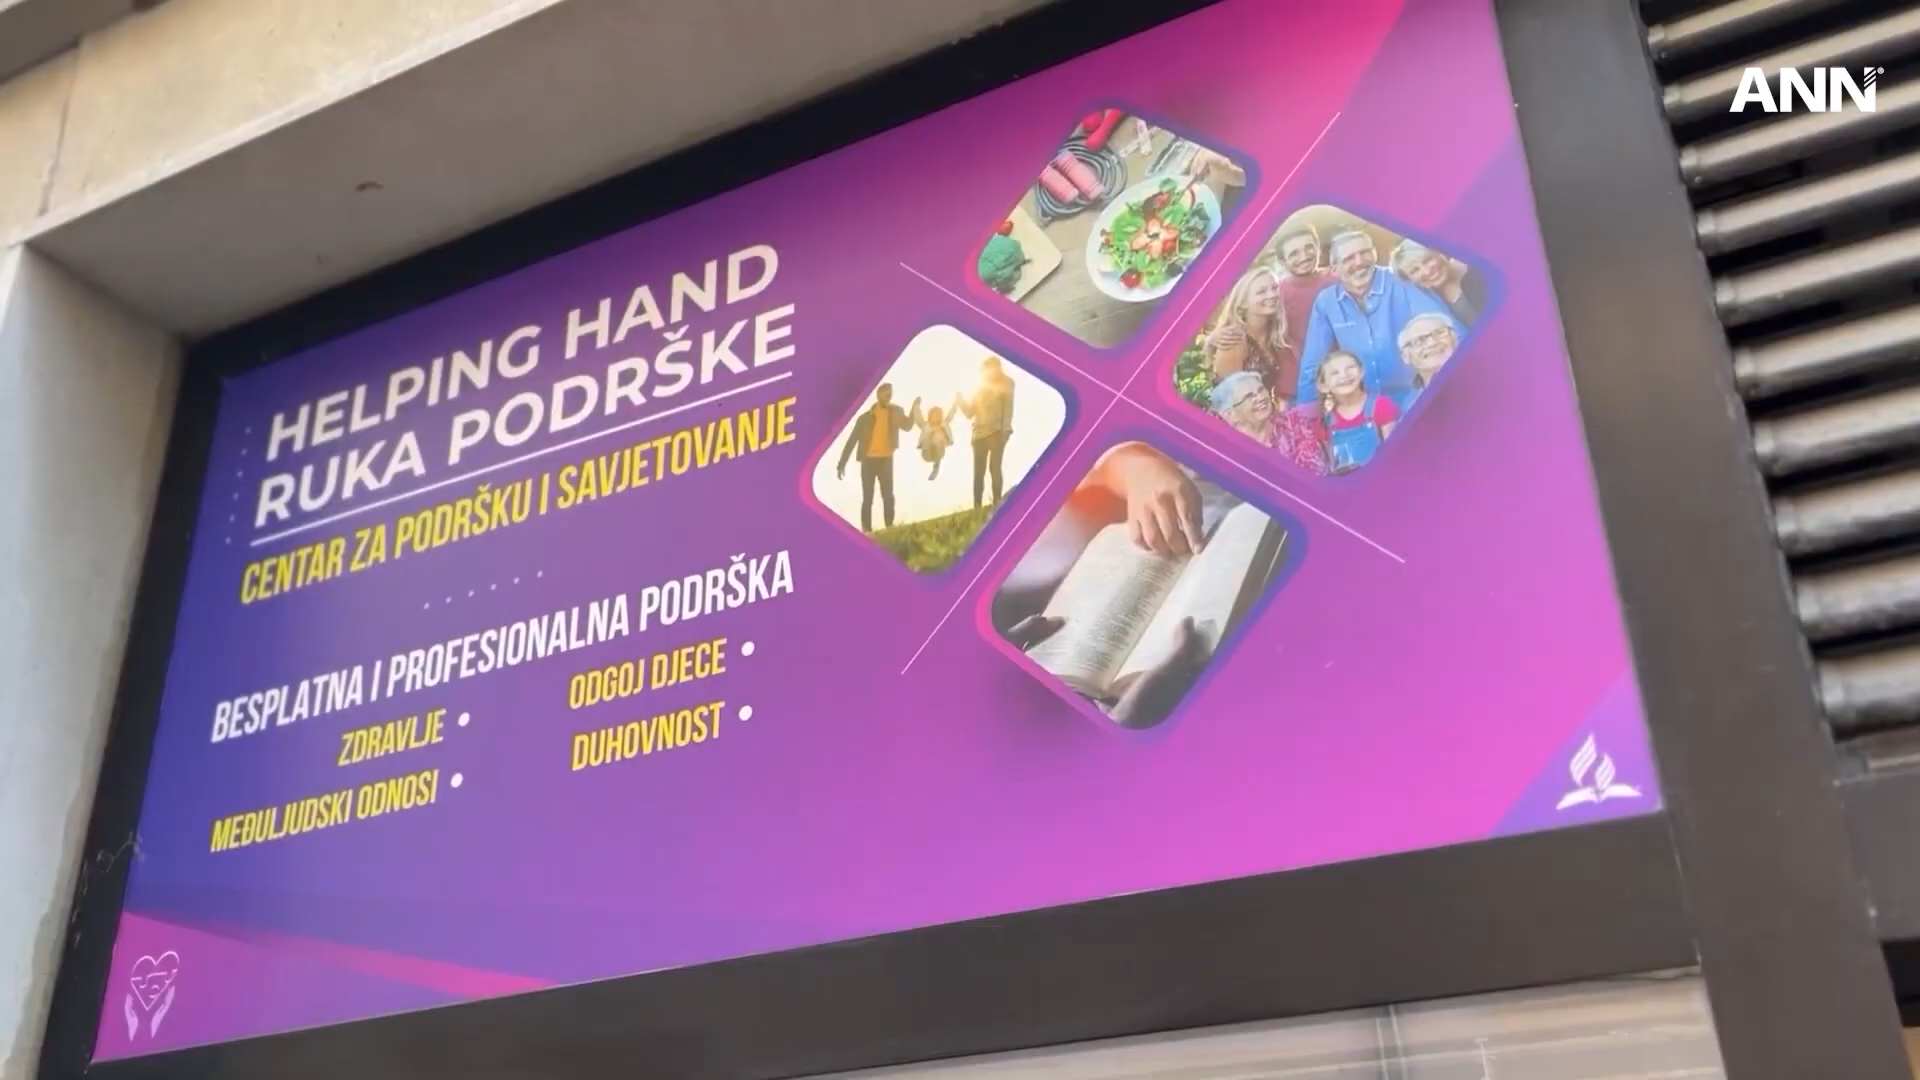 ANN
HELPING HAND
RUKA PODRŠKE
CENTAR ZA PODRŠKU I SAVJETOVANJE
BESPLATNA I PROFESIONALNA PODRŠKA
ZDRAVLJE •
MEĐULJUDSKI ODNOSI •
ODGOJ DJECE •
DUHOVNOST •